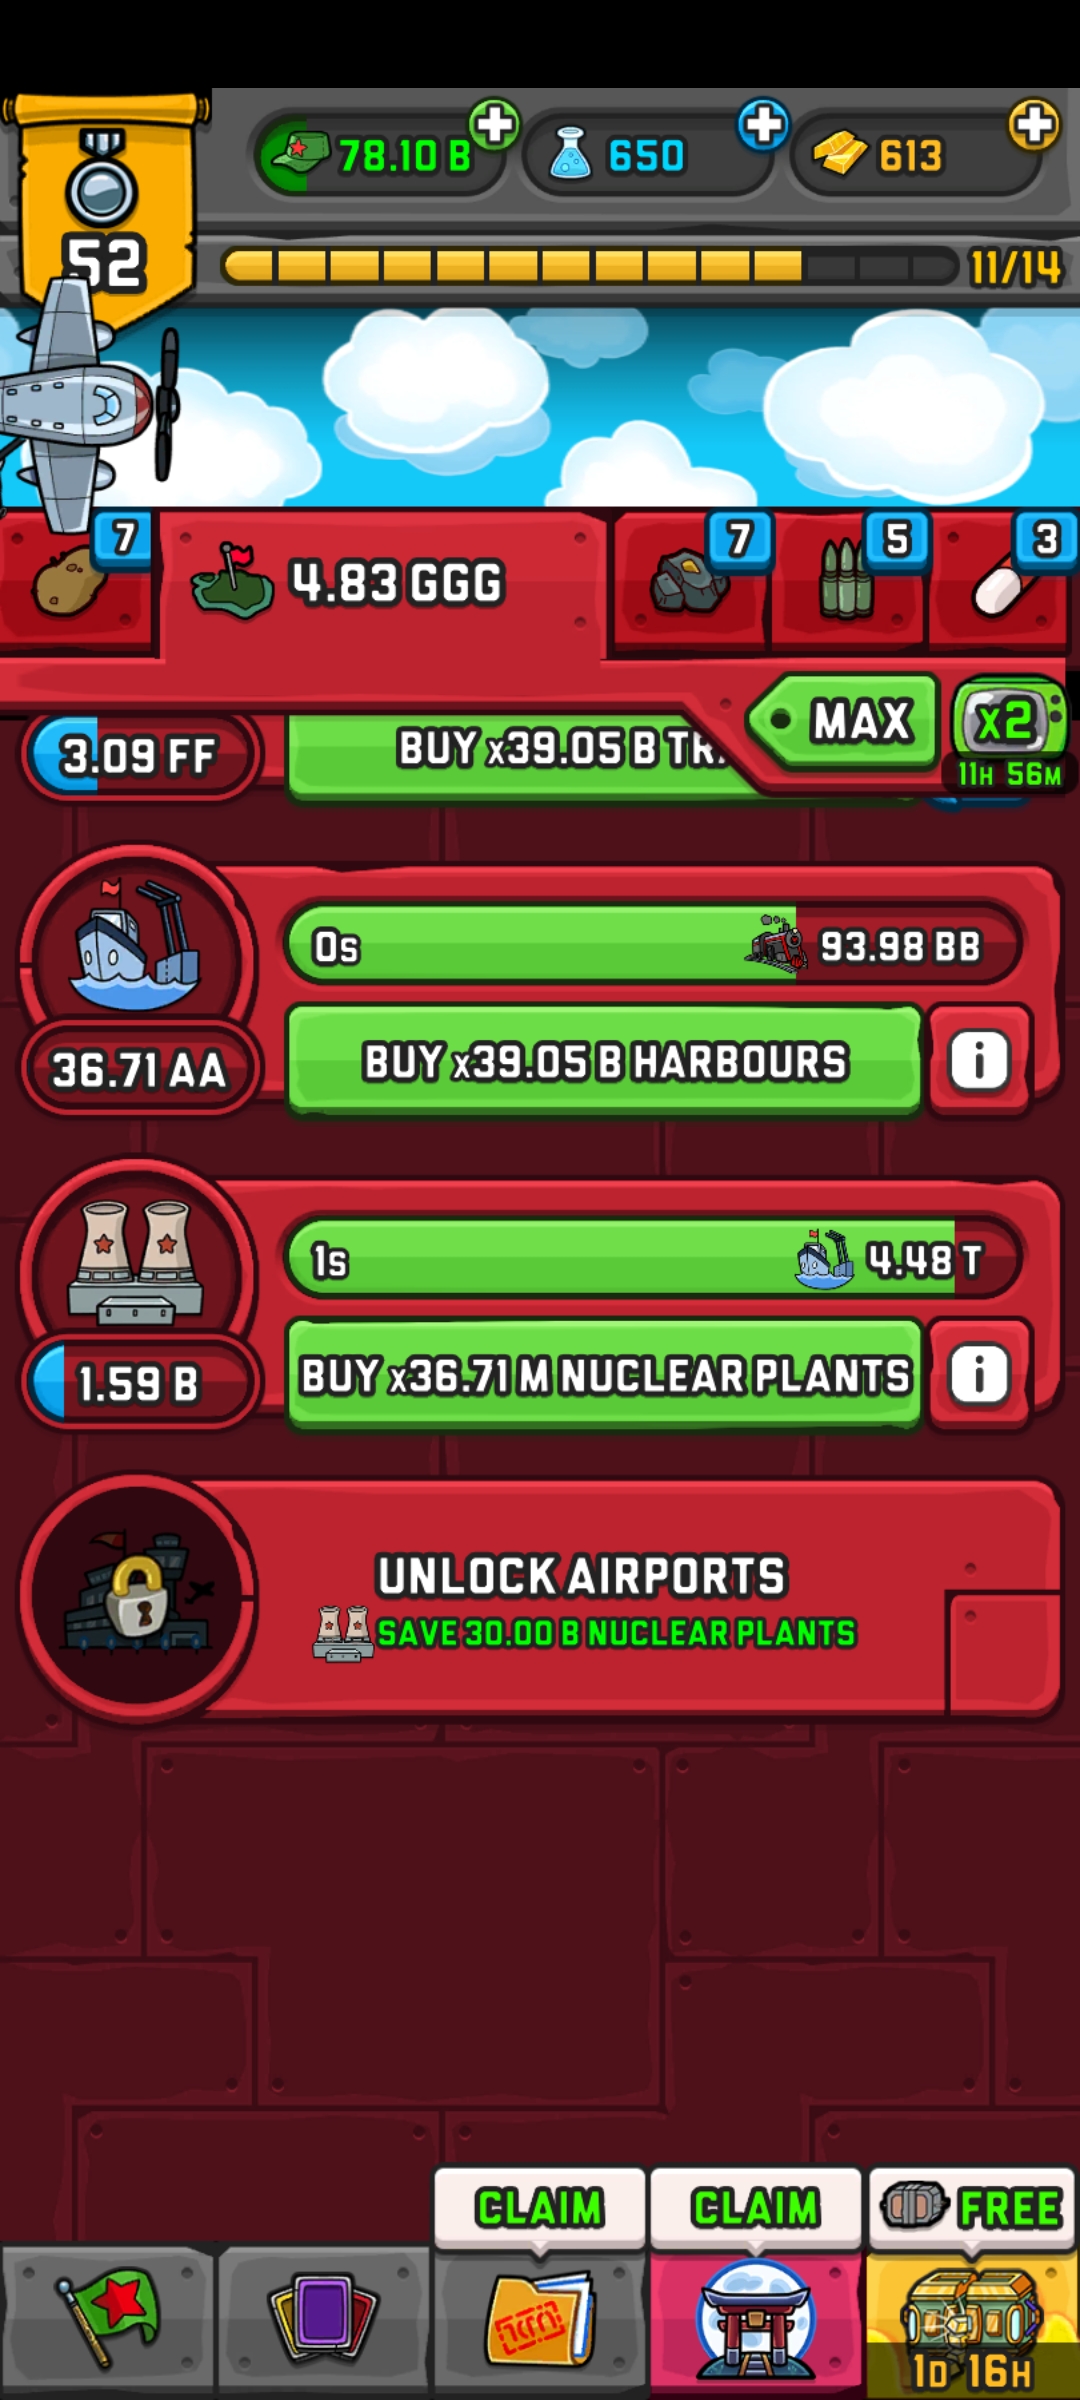 78.10 B
650
613
52
11/14
7
4.83 GGG
7
5
3
MAX
x2
11H 56M
3.09 FF
BUY x39.05 B
0s
93.98 BB
36.71 AA
BUY x39.05 B HARBOURS
1s
4.48 T
1.59 B
BUY x36.71 M NUCLEAR PLANTS
UNLOCK AIRPORTS
SAVE 30.00 B NUCLEAR PLANTS
CLAIM
CLAIM
FREE
1D 16H